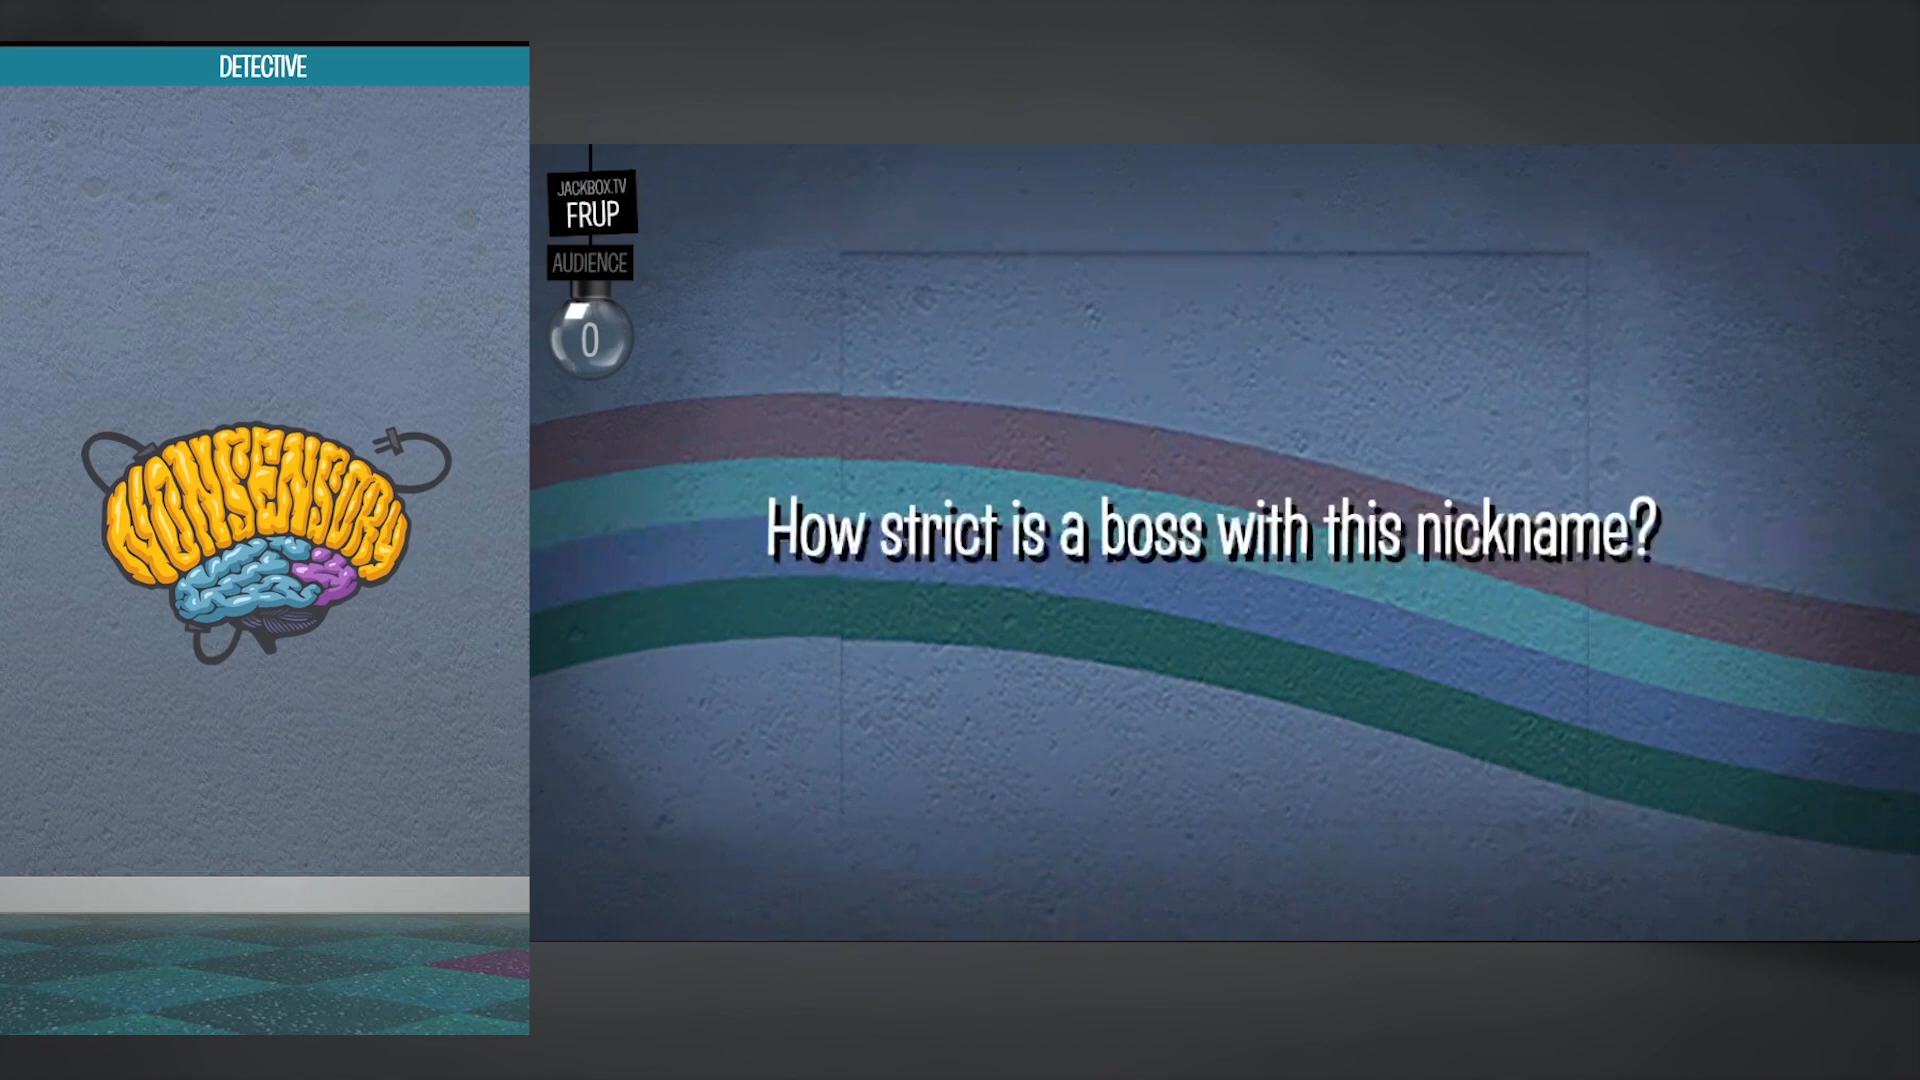 DETECTIVE
NONSENSORY
JACKBOX.TV
FRUP
AUDIENCE
0
How strict is a boss with this nickname?